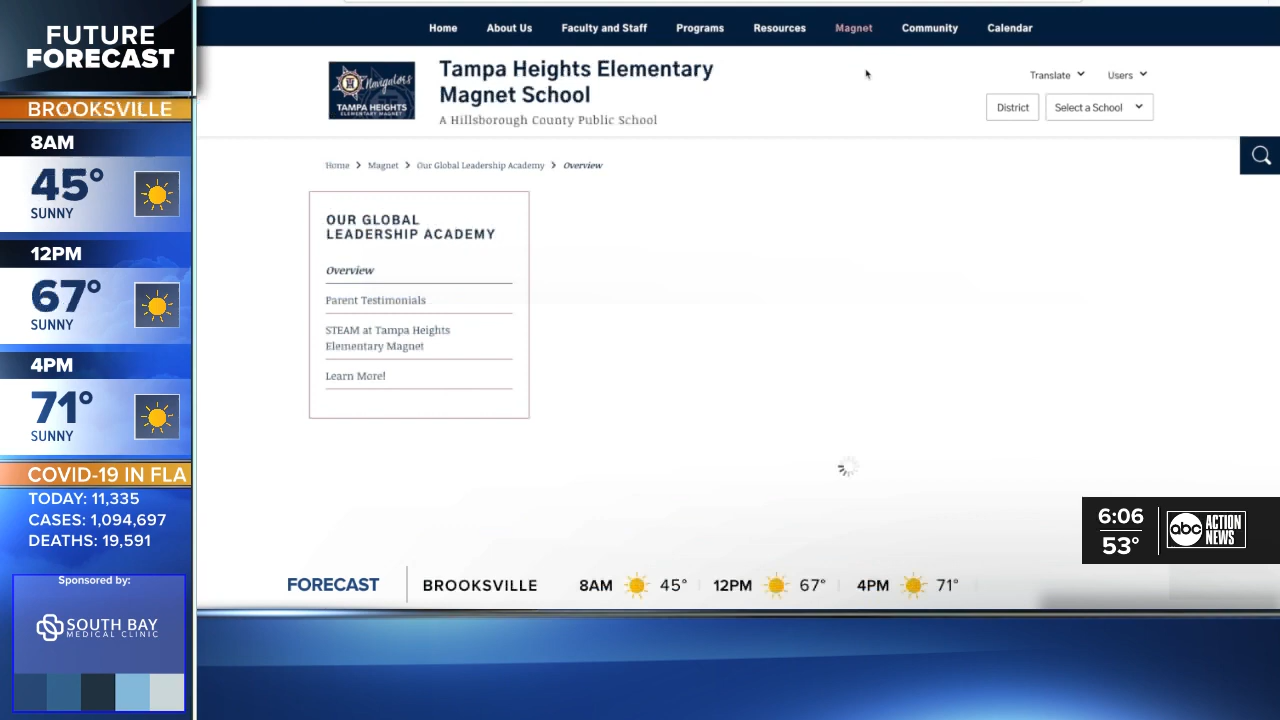 FUTURE
FORECAST
BROOKSVILLE
8AM
45°
SUNNY
12PM
67°
SUNNY
4PM
71°
SUNNY
COVID-19 IN FLA
TODAY: 11,335
CASES: 1,094,697
DEATHS: 19,591
Sponsored by:
SOUTH BAY
MEDICAL CLINIC
Home About Us Faculty and Staff Programs Resources Magnet Community Calendar
Navigators
TAMPA HEIGHTS
ELEMENTARY MAGNET
Tampa Heights Elementary
Magnet School
A Hillsborough County Public School
Translate Users
District Select a School
Home > Magnet > Our Global Leadership Academy > Overview
OUR GLOBAL
LEADERSHIP ACADEMY
Overview
Parent Testimonials
STEAM at Tampa Heights
Elementary Magnet
Learn More!
6:06
53°
abc ACTION
NEWS
FORECAST BROOKSVILLE 8AM 45° 12PM 67° 4PM 71°